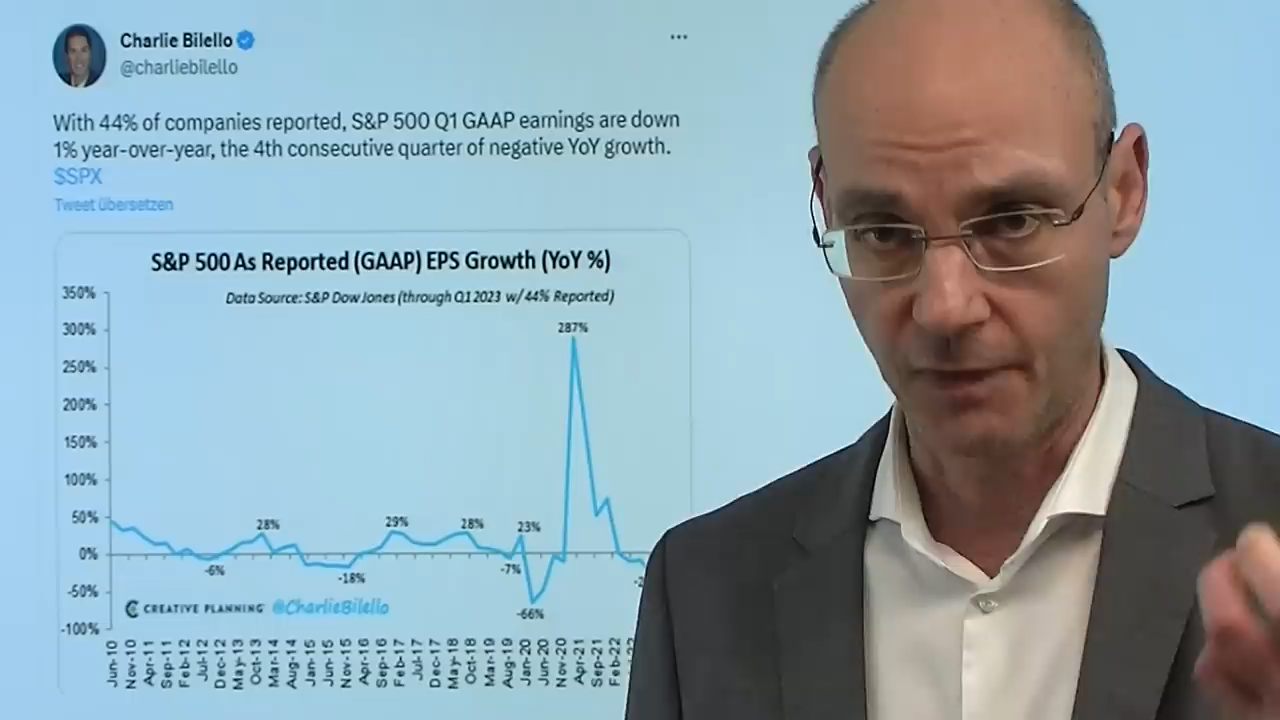 Charlie Bilello
@charliebilello
With 44% of companies reported, S&P 500 Q1 GAAP earnings are down
1% year-over-year, the 4th consecutive quarter of negative YoY growth.
$SPX
Tweet übersetzen
S&P 500 As Reported (GAAP) EPS Growth (YoY %)
Data Source: S&P Dow Jones (through Q1 2023 w/ 44% Reported)
350%
300%
250%
200%
150%
100%
50%
0%
-50%
-100%
287%
28%
29%
28%
23%
-6%
-18%
-7%
-66%
CREATIVE PLANNING @CharlieBilello
Jun-10
Nov-10
Apr-11
Sep-11
Feb-12
Jul-12
Dec-12
May-13
Oct-13
Mar-14
Aug-14
Jan-15
Jun-15
Nov-15
Apr-16
Sep-16
Feb-17
Jul-17
Dec-17
May-18
Oct-18
Mar-19
Aug-19
Jan-20
Jun-20
Nov-20
Apr-21
Sep-21
Feb-22